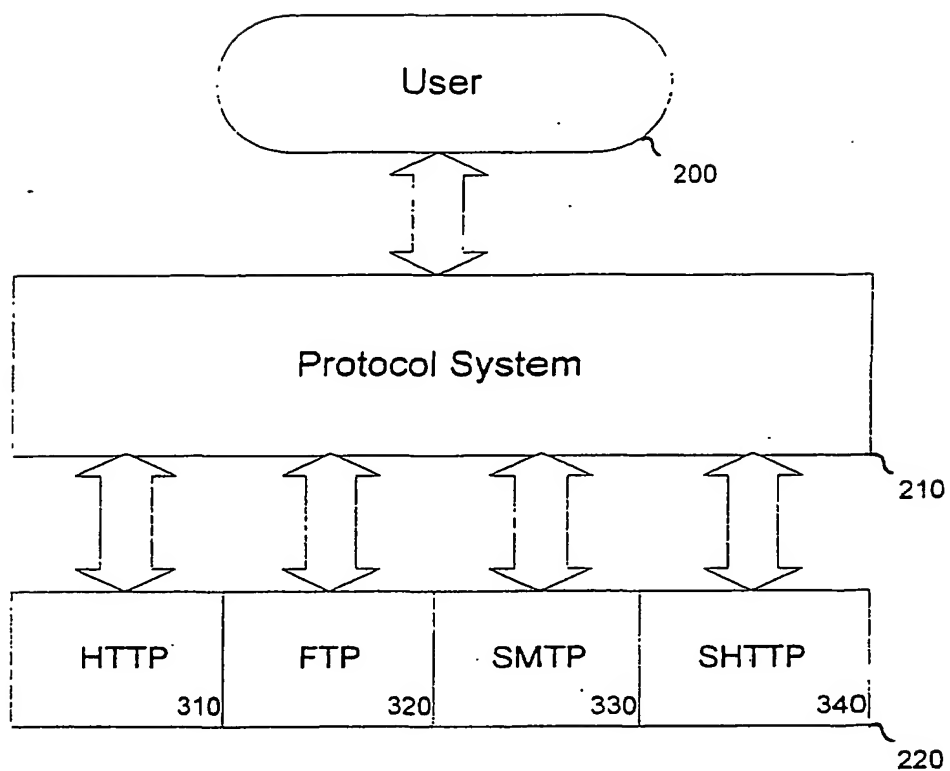 User
200
Protocol System
210
HTTP
310
FTP
320
SMTP
330
SHTTP
340
220